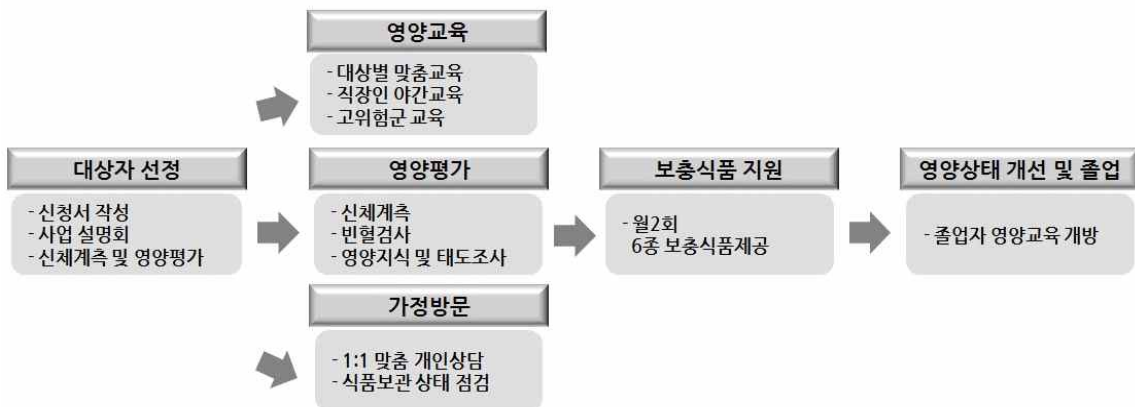 영양교육
- 대상별 맞춤교육
- 직장인 야간교육
- 고위험군 교육
대상자 선정
- 신청서 작성
- 사업 설명회
- 신체계측 및 영양평가
영양평가
- 신체계측
- 빈혈검사
- 영양지식 및 태도조사
보충식품 지원
- 월2회
6종 보충식품제공
영양상태 개선 및 졸업
- 졸업자 영양교육 개방
가정방문
- 1:1 맞춤 개인상담
- 식품보관 상태 점검